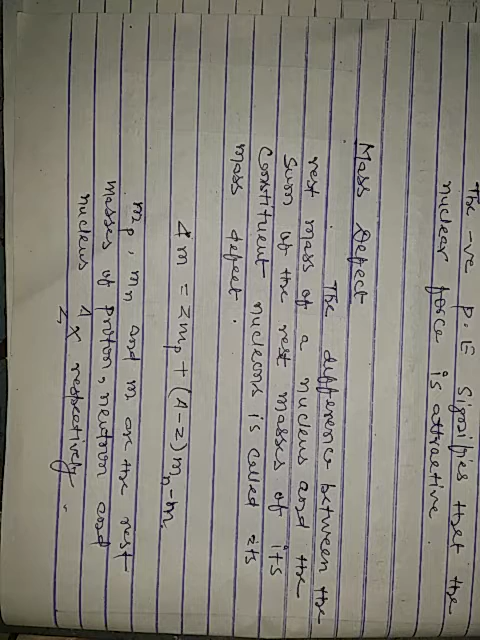 The -ve p.E signifies that the
nuclear force is attractive.
Mass Defect
The difference between the
rest mass of a nucleus and the
sum of the rest masses of its
constituent nucleons is called its
mass defect.
Δm = Zmp + (A-Z)mn-m
mp, mn and m are the rest
masses of proton, neutron and
nucleus A Z X respectively.